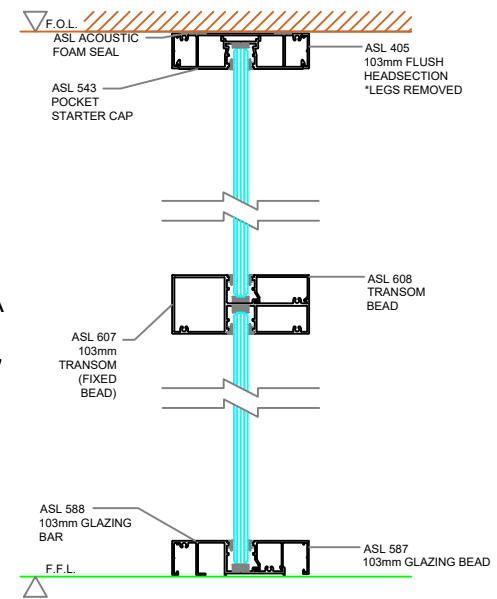 F.O.L.
ASL ACOUSTIC
FOAM SEAL
ASL 405
103mm FLUSH
HEADSECTION
*LEGS REMOVED
ASL 543
POCKET
STARTER CAP
ASL 608
TRANSOM
BEAD
A
ASL 607
103mm
TRANSOM
(FIXED
BEAD)
ASL 588
103mm GLAZING
BAR
ASL 587
103mm GLAZING BEAD
F.F.L.